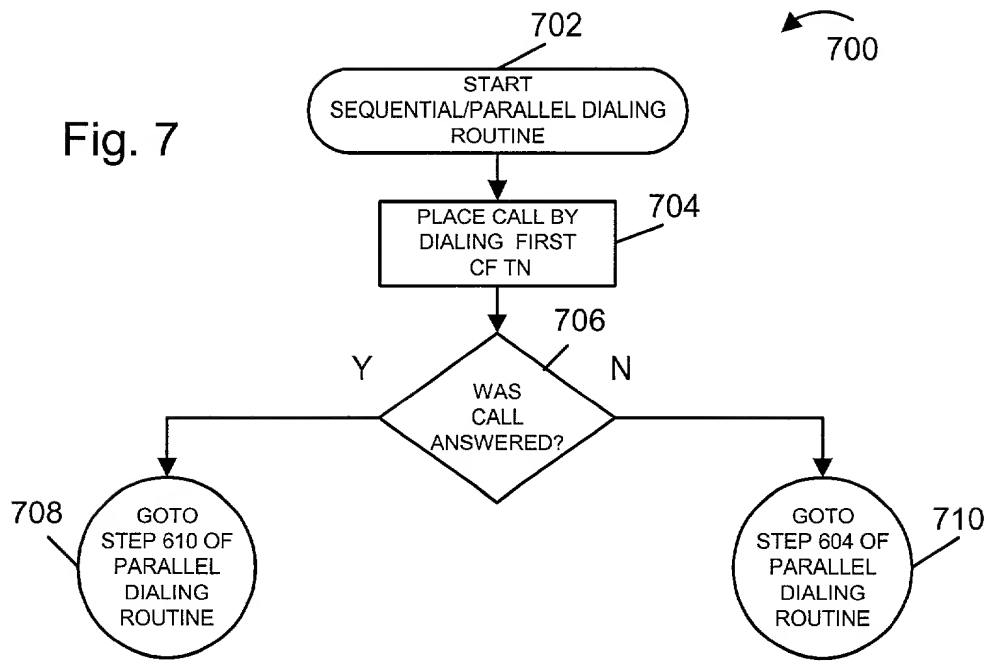 702
700
START
SEQUENTIAL/PARALLEL DIALING
ROUTINE
Fig. 7
704
PLACE CALL BY
DIALING FIRST
CF TN
706
Y
N
WAS
CALL
ANSWERED?
708
GOTO
STEP 610 OF
PARALLEL
DIALING
ROUTINE
710
GOTO
STEP 604 OF
PARALLEL
DIALING
ROUTINE